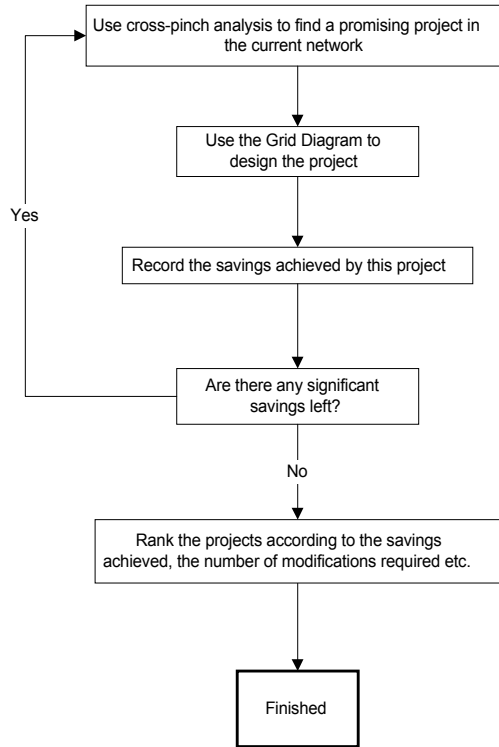 Use cross-pinch analysis to find a promising project in
the current network
Use the Grid Diagram to
design the project
Yes
Record the savings achieved by this project
Are there any significant
savings left?
No
Rank the projects according to the savings
achieved, the number of modifications required etc.
Finished